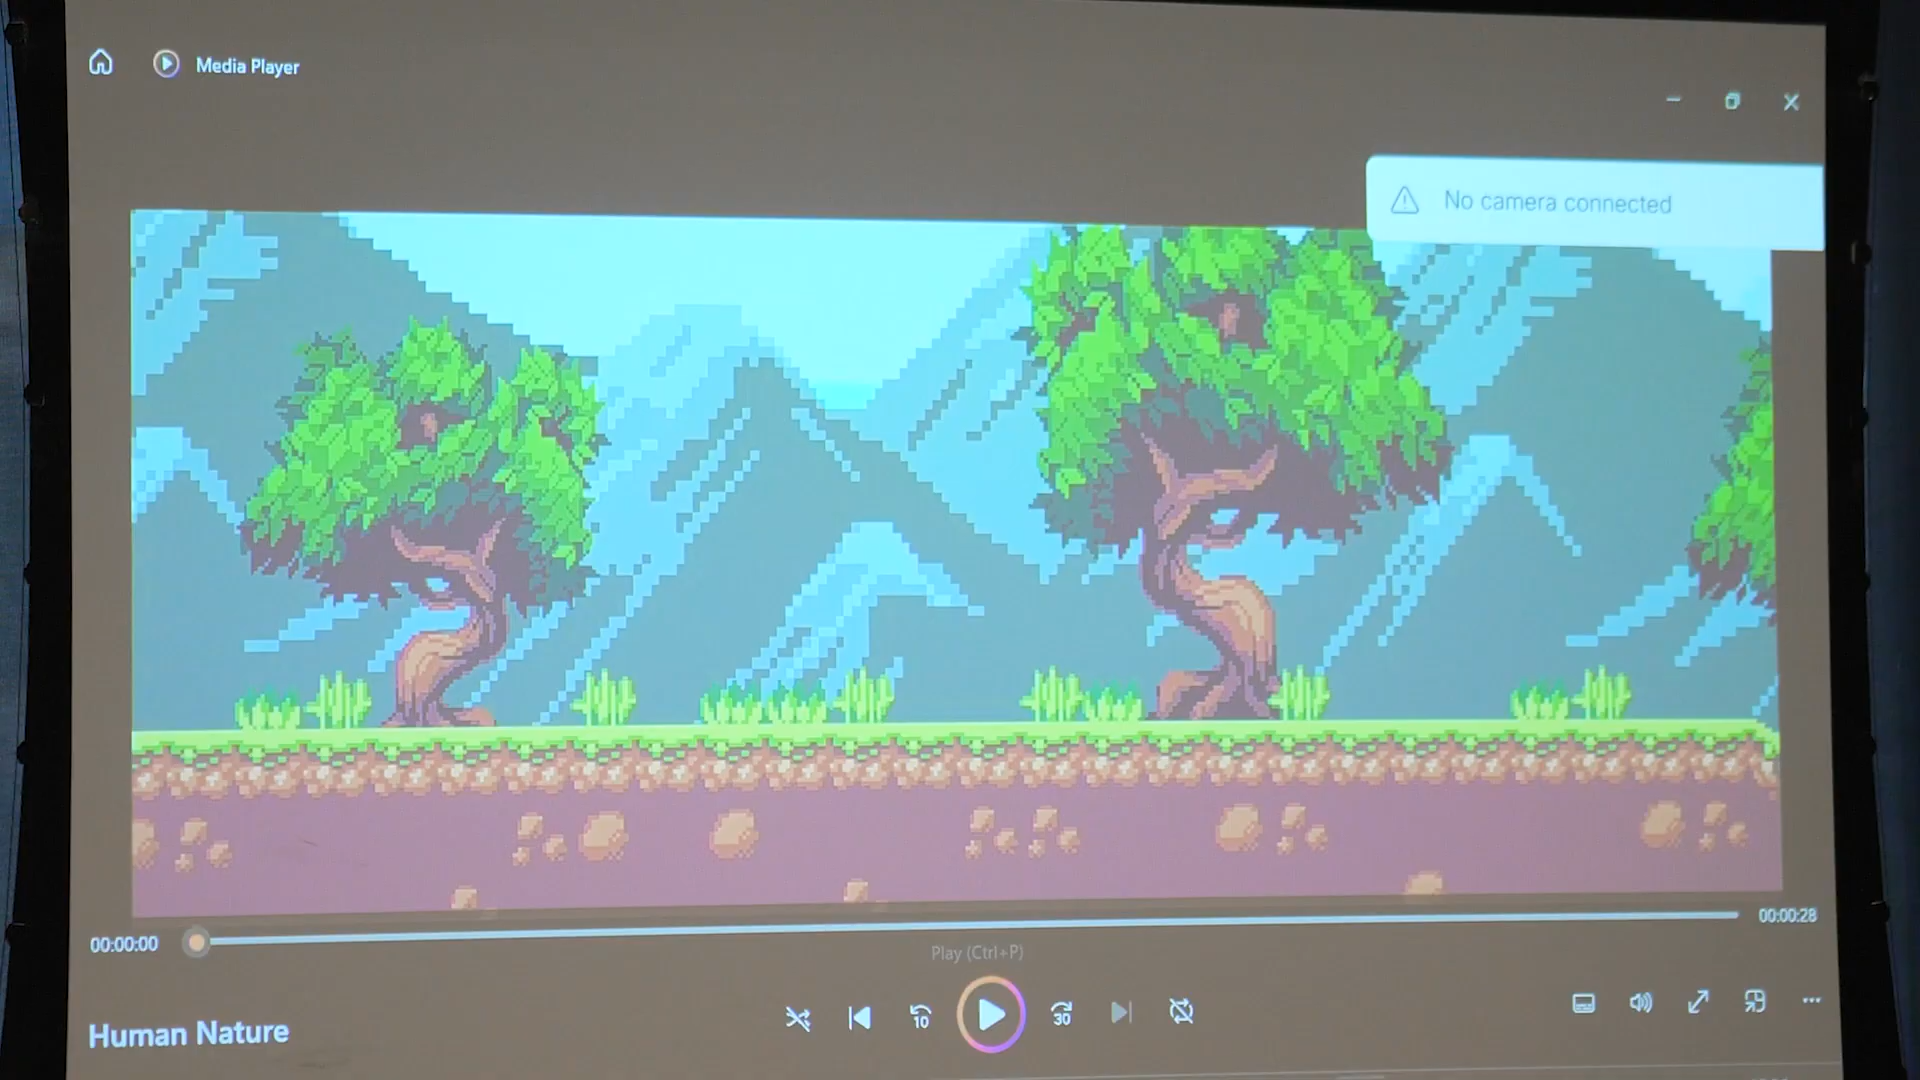 Media Player
No camera connected
00:00:00
00:00:28
Play (Ctrl+P)
10
30
Human Nature